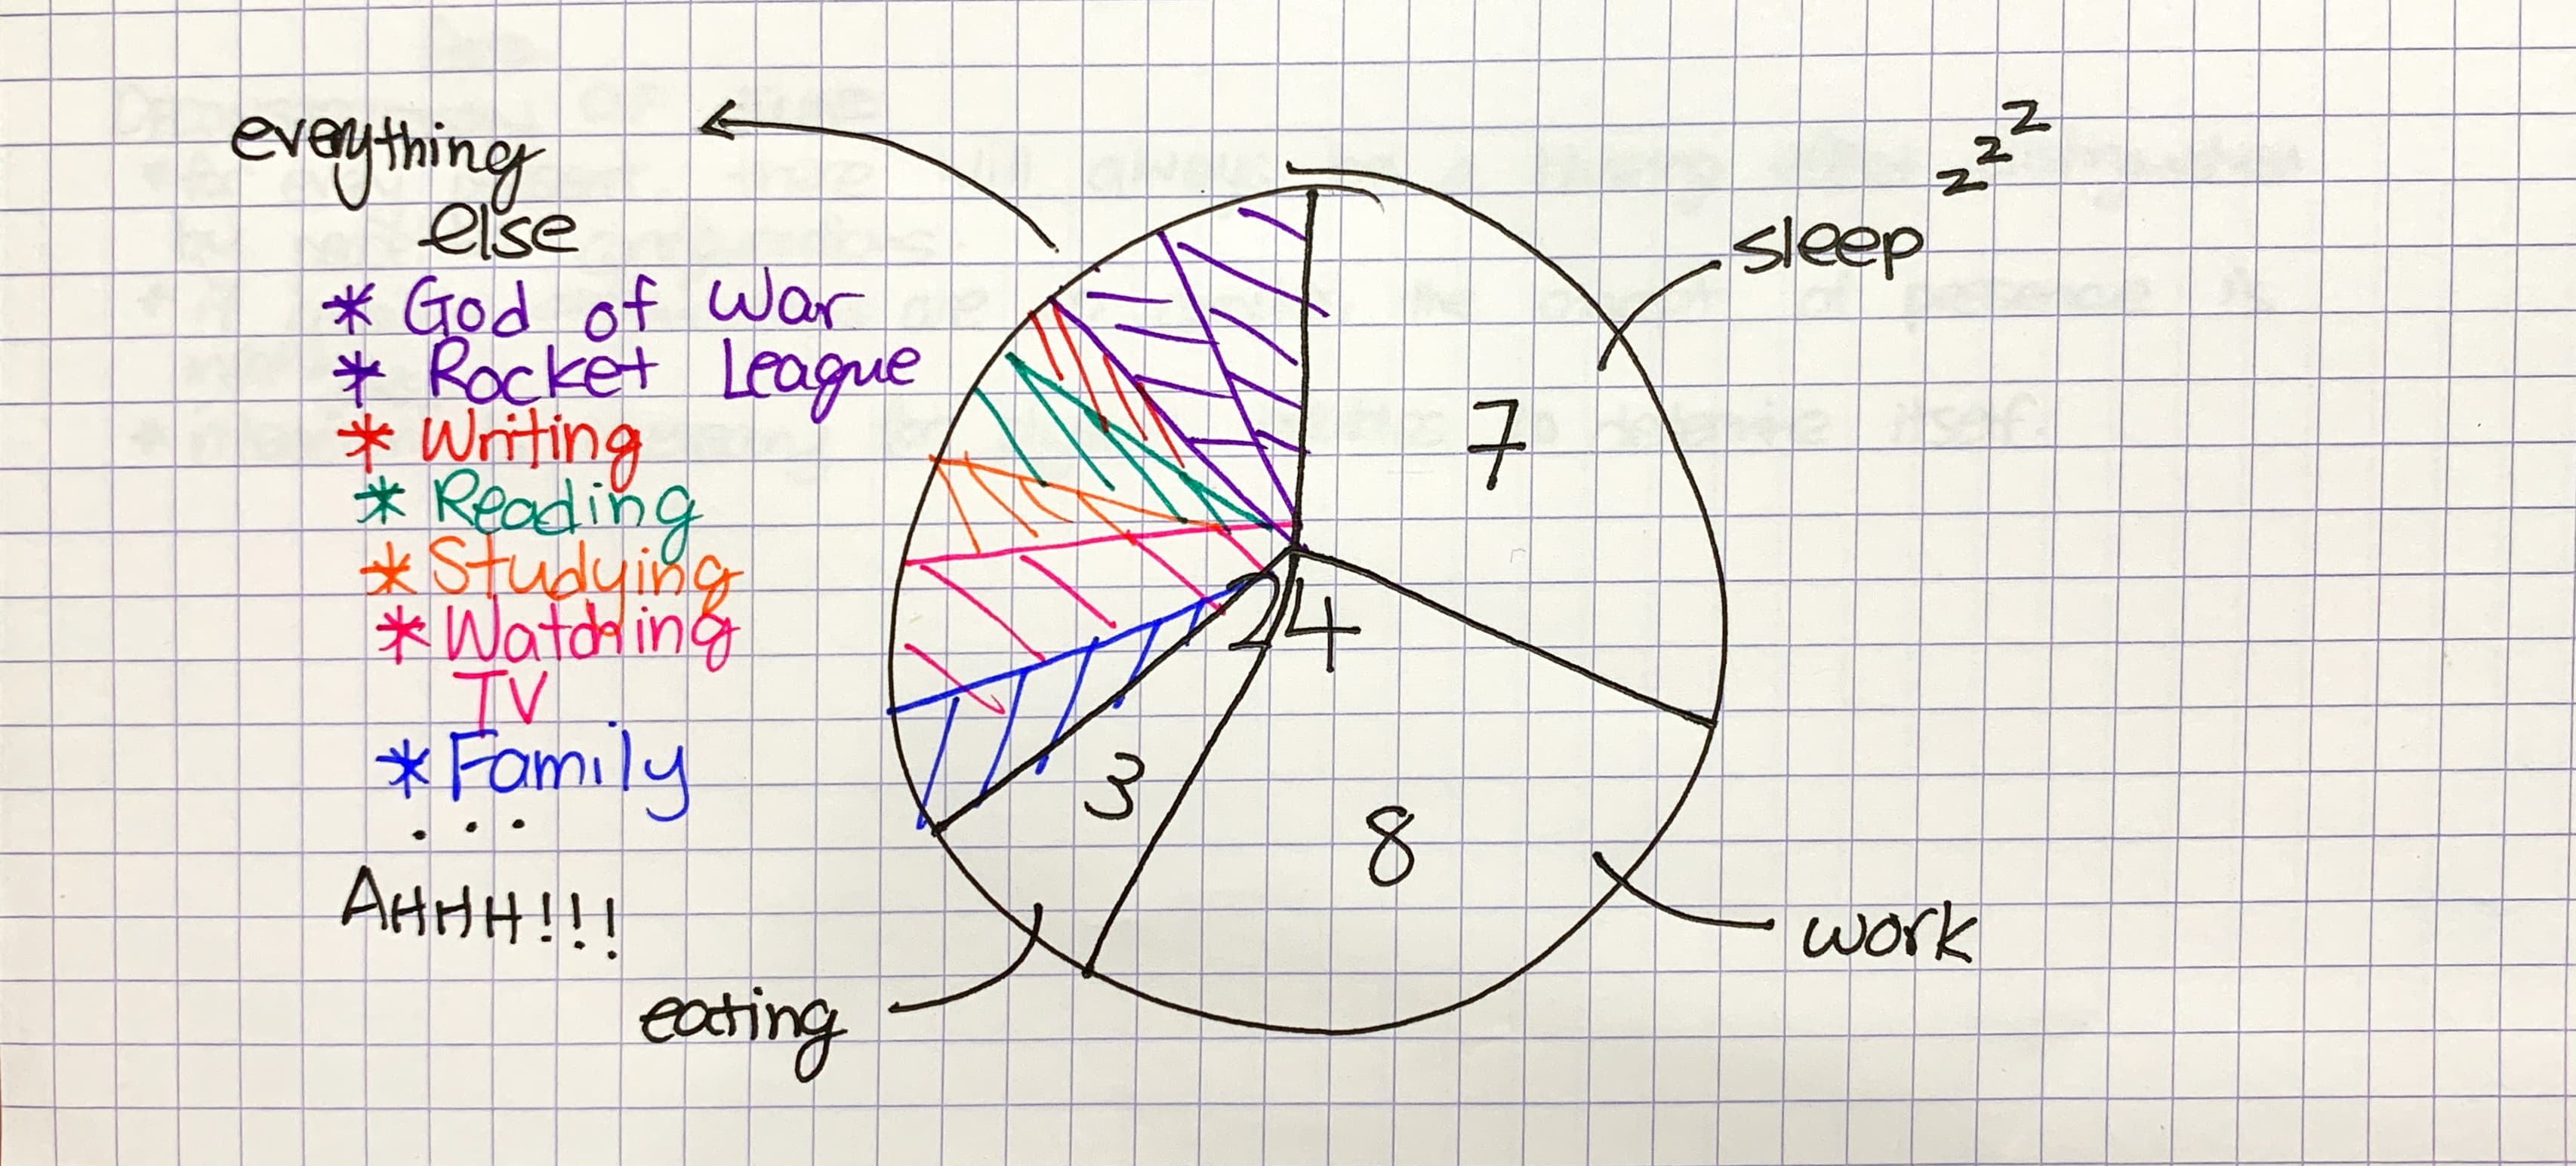 everything
else
* God of War
* Rocket League
* Writing
* Reading
* Studying
* Watching
TV
* Family
...
AHHH!!!
z z z
sleep
7
24
3
8
work
eating